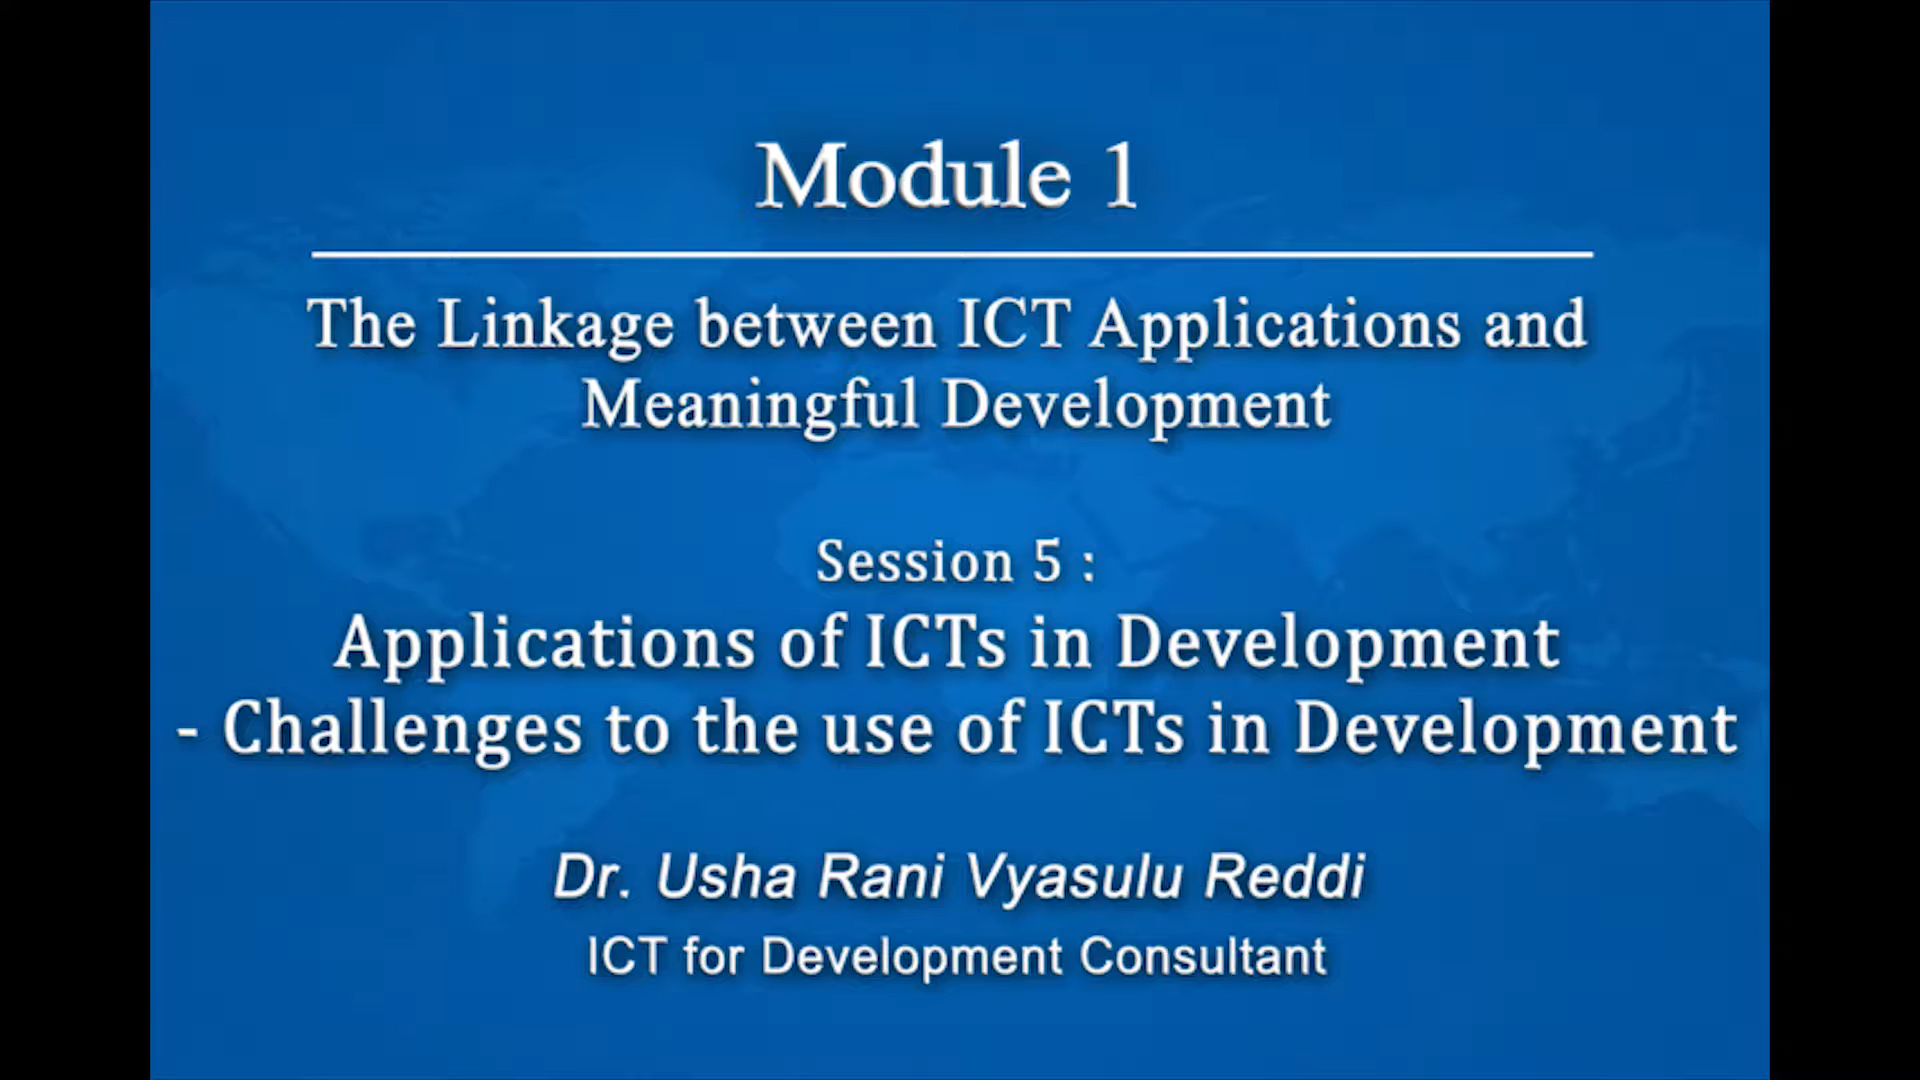 Module 1
The Linkage between ICT Applications and
Meaningful Development
Session 5 :
Applications of ICTs in Development
- Challenges to the use of ICTs in Development
Dr. Usha Rani Vyasulu Reddi
ICT for Development Consultant